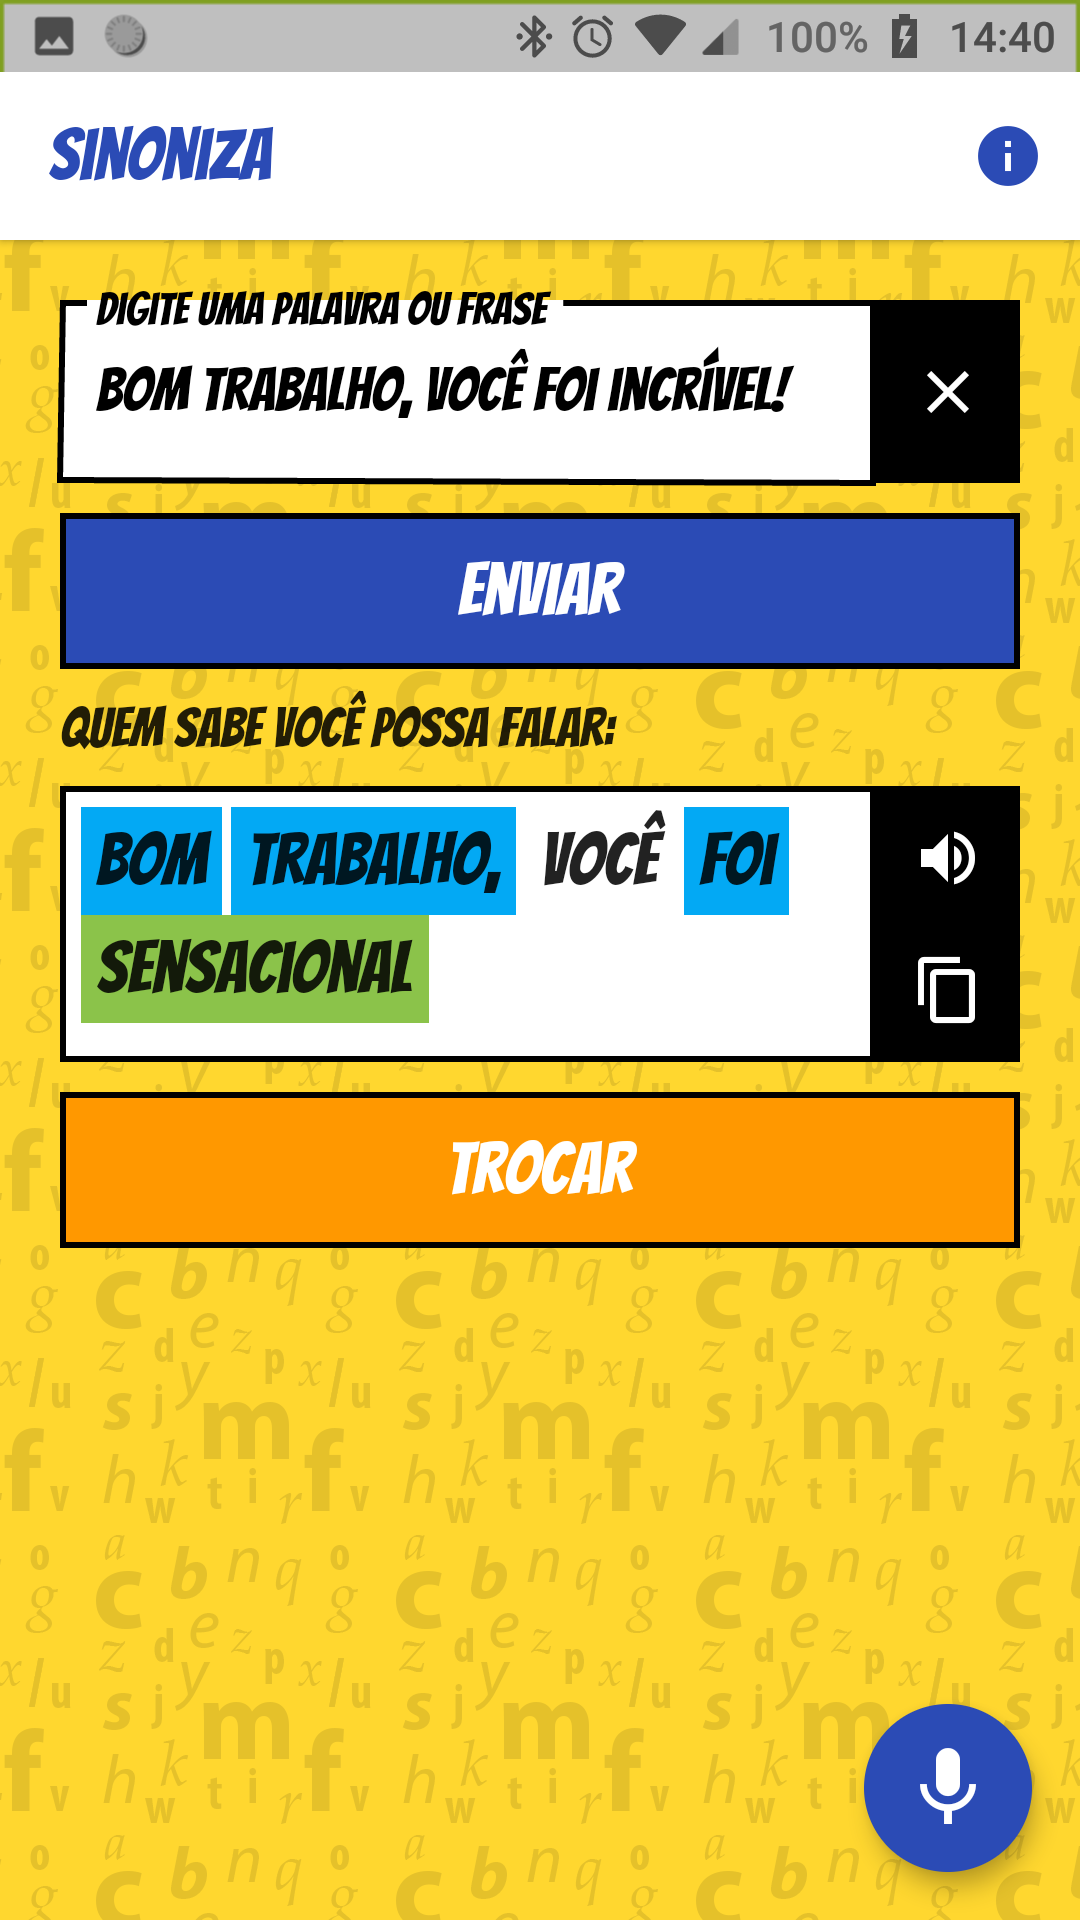 100% 14:40
SINONIZA
DIGITE UMA PALAVRA OU FRASE
BOM TRABALHO, VOCÊ FOI INCRÍVEL!
ENVIAR
QUEM SABE VOCÊ POSSA FALAR:
BOM TRABALHO, VOCÊ FOI
SENSACIONAL
TROCAR